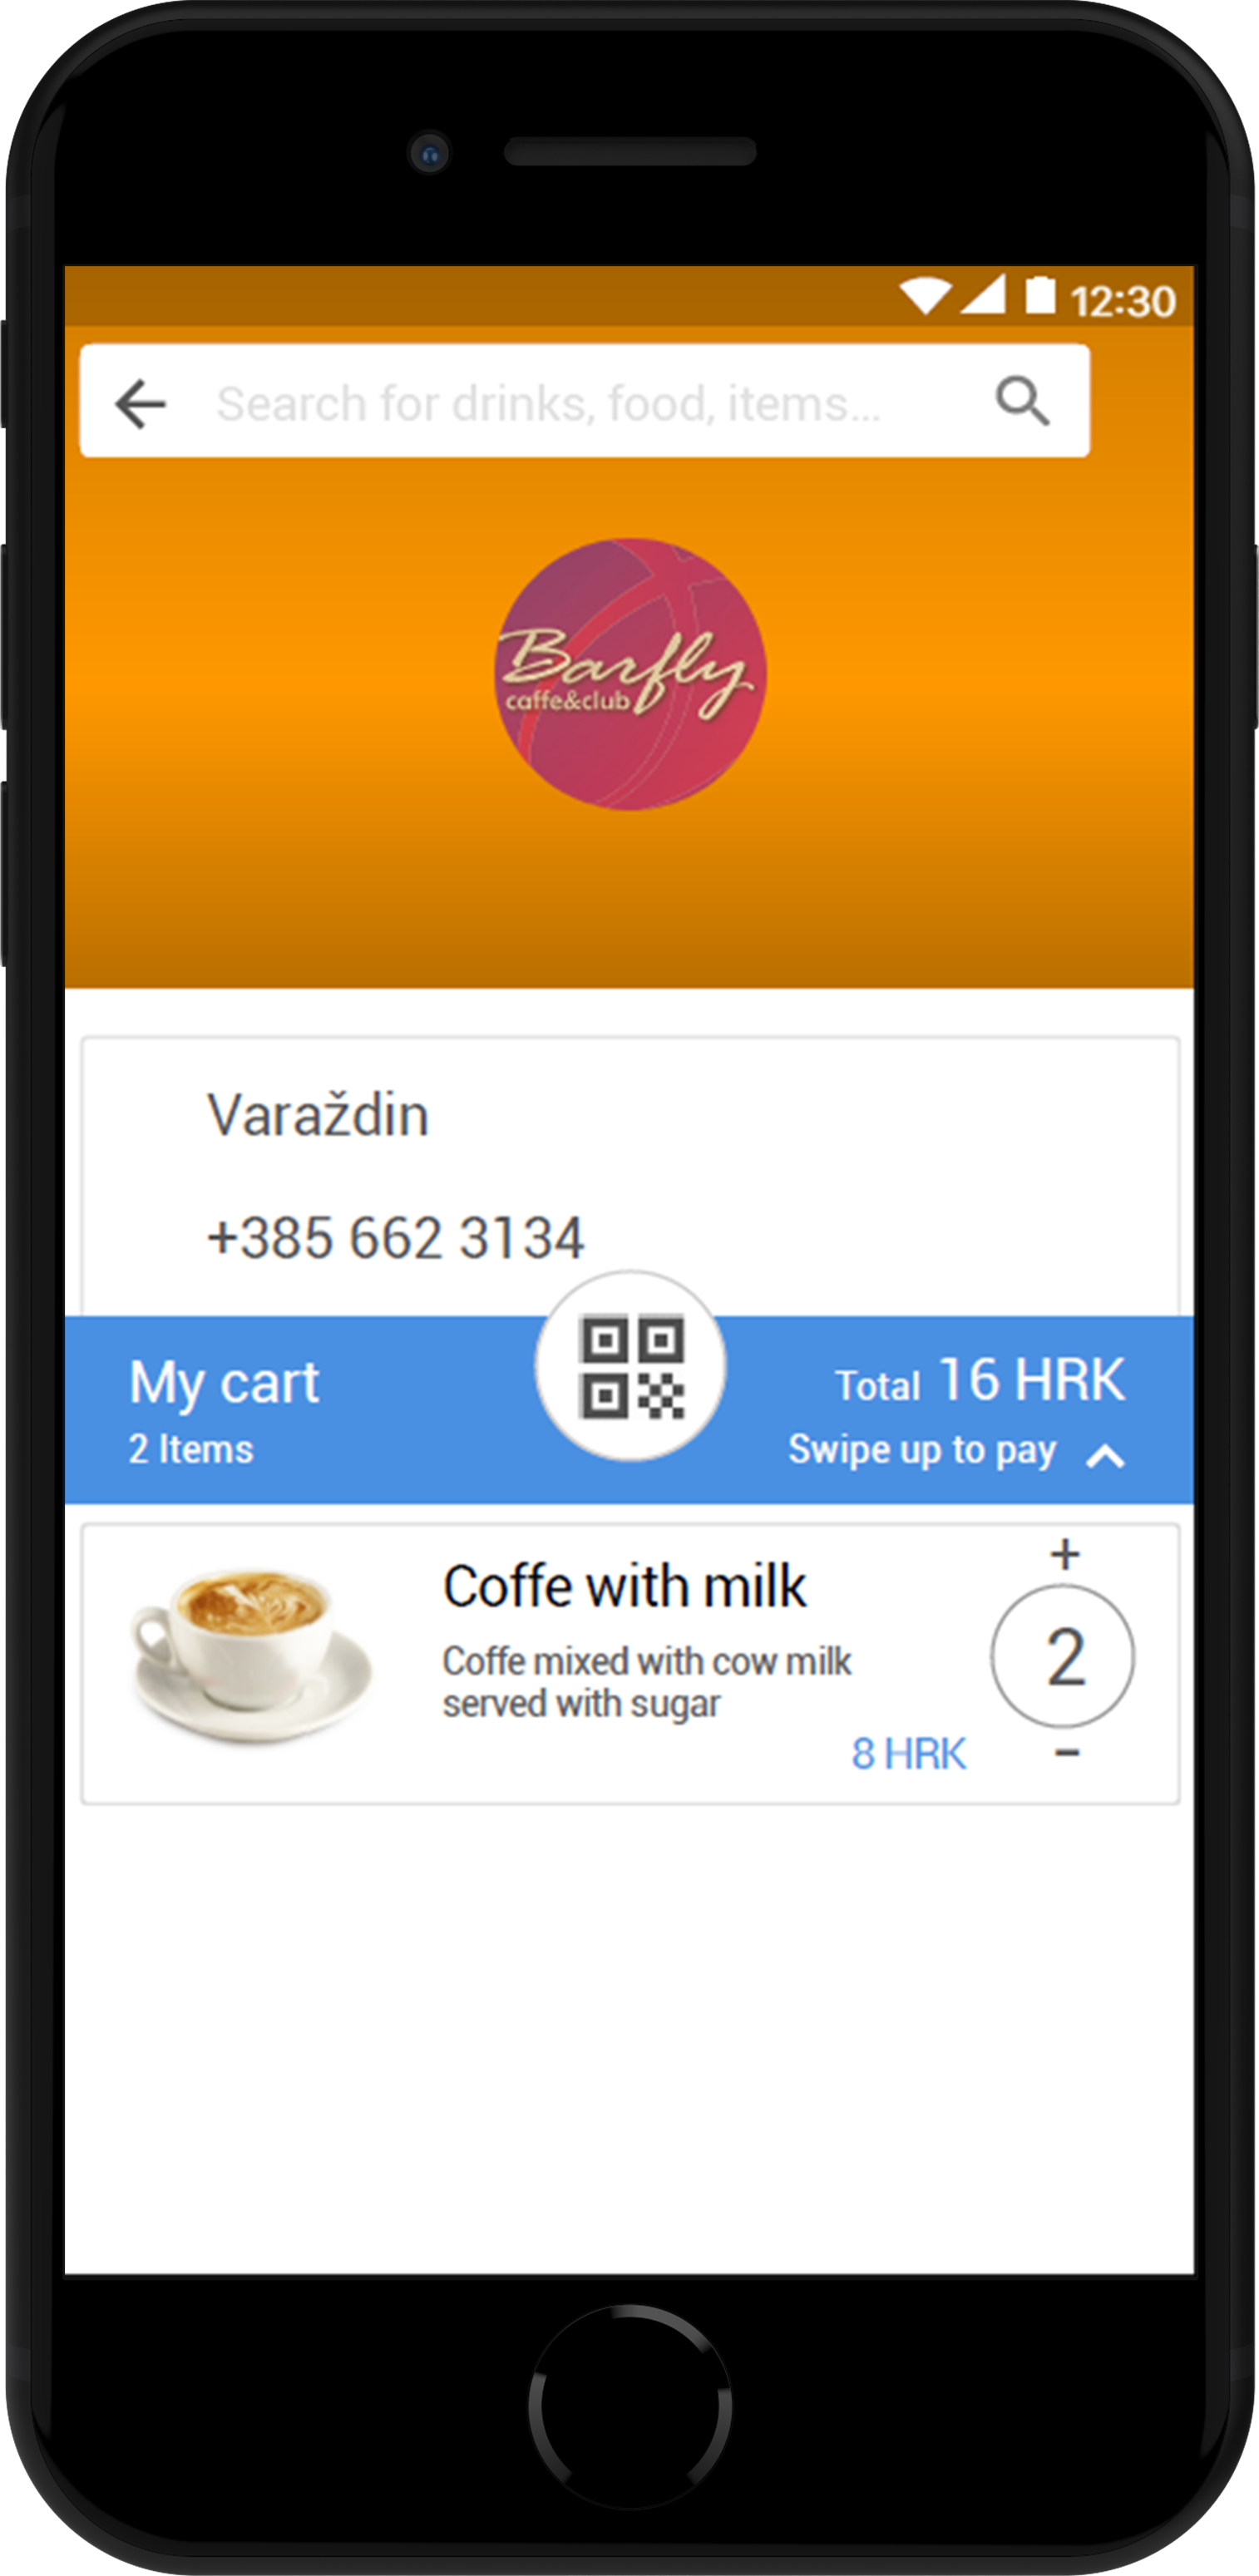 12:30
Search for drinks, food, items...
Barfly
caffe&club
Varaždin
+385 662 3134
My cart
2 Items
Total 16 HRK
Swipe up to pay
Coffe with milk
Coffe mixed with cow milk
served with sugar
8 HRK
+
2
-